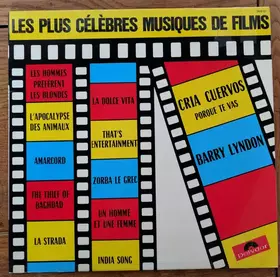 LES PLUS CÉLÈBRES MUSIQUES DE FILMS
LES HOMMES
PRÉFÈRENT
LES BLONDES
L'APOCALYPSE
DES ANIMAUX
AMARCORD
THE THIEF OF
BAGHDAD
LA STRADA
LA DOLCE VITA
THAT'S
ENTERTAINMENT
ZORBA LE GREC
UN HOMME
ET UNE FEMME
INDIA SONG
CRIA CUERVOS
PORQUE TE VAS
BARRY LYNDON
Polydor